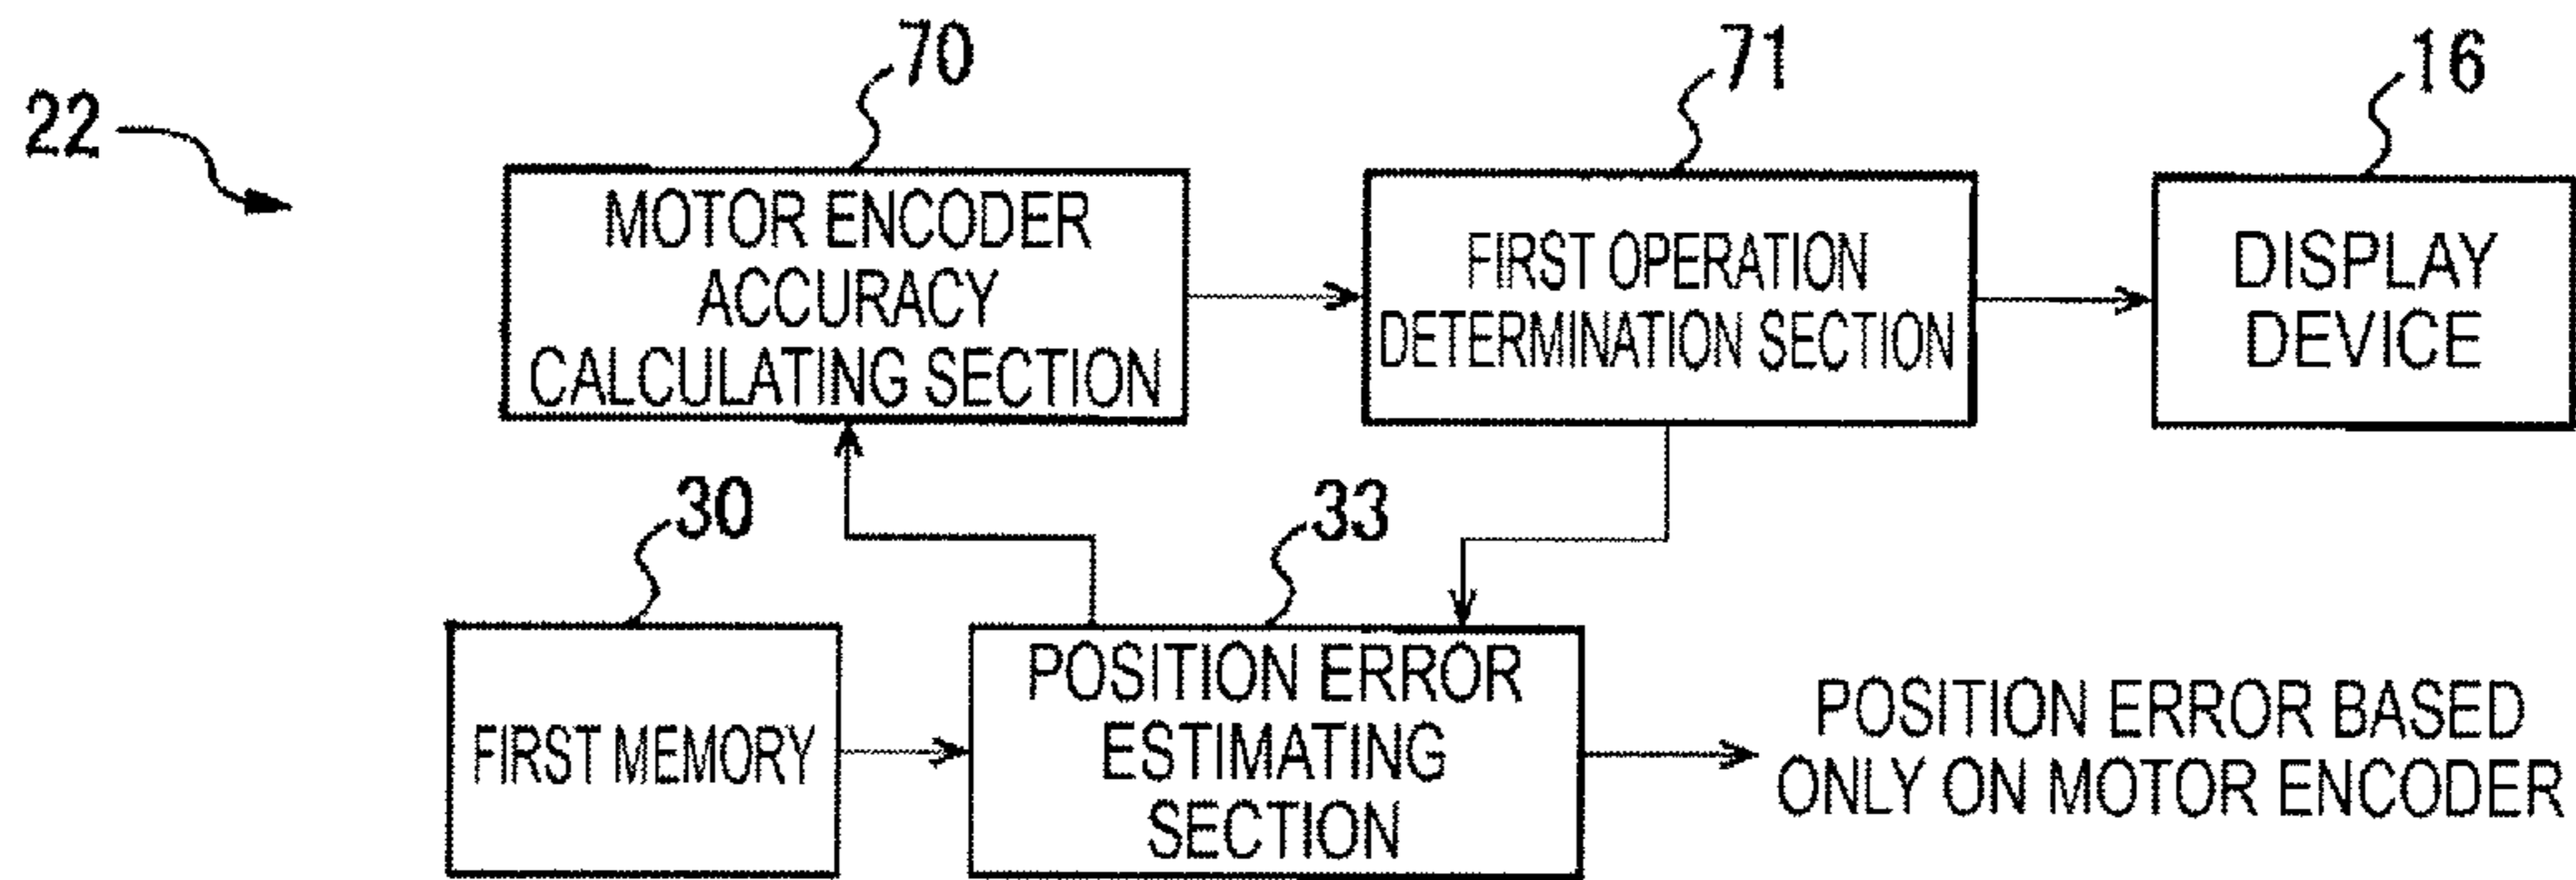 22
70
71
16
MOTOR ENCODER
ACCURACY
CALCULATING SECTION
FIRST OPERATION
DETERMINATION SECTION
DISPLAY
DEVICE
30
33
FIRST MEMORY
POSITION ERROR
ESTIMATING
SECTION
POSITION ERROR BASED
ONLY ON MOTOR ENCODER